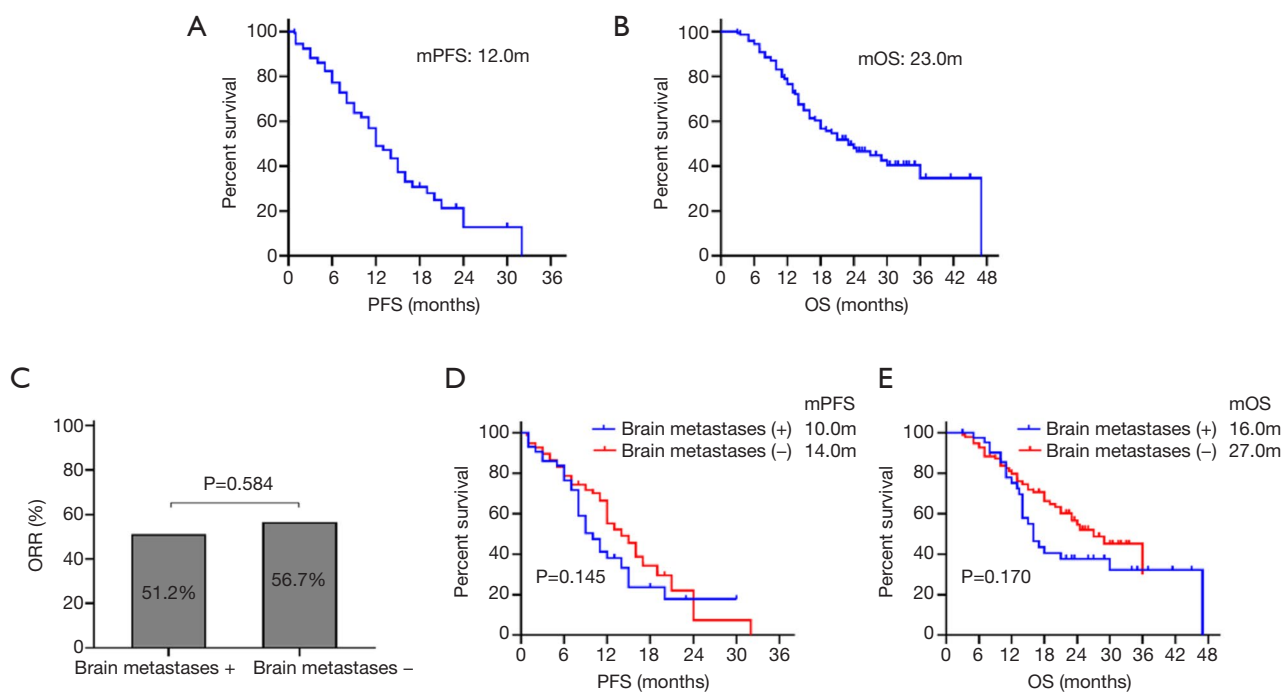 A
B
mPFS: 12.0m
mOS: 23.0m
Percent survival
100
80
60
40
20
0
0 6 12 18 24 30 36
PFS (months)
Percent survival
100
80
60
40
20
0
0 6 12 18 24 30 36 42 48
OS (months)
C
ORR (%)
100
80
60
40
20
0
P=0.584
51.2%
56.7%
Brain metastases +
Brain metastases −
D
mPFS
Brain metastases (+) 10.0m
Brain metastases (−) 14.0m
Percent survival
100
80
60
40
20
0
P=0.145
0 6 12 18 24 30 36
PFS (months)
E
mOS
Brain metastases (+) 16.0m
Brain metastases (−) 27.0m
Percent survival
100
80
60
40
20
0
P=0.170
0 6 12 18 24 30 36 42 48
OS (months)